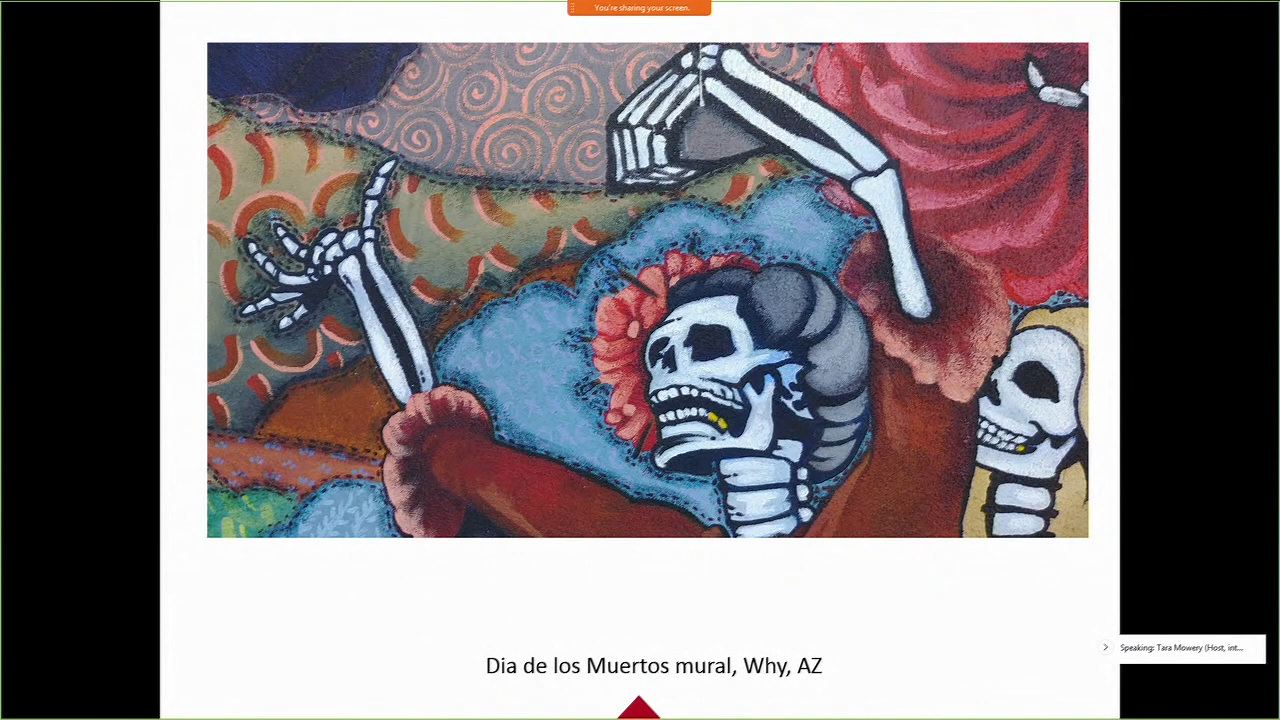 You're sharing your screen.
Speaking: Tara Mowery (Host, int...
Dia de los Muertos mural, Why, AZ